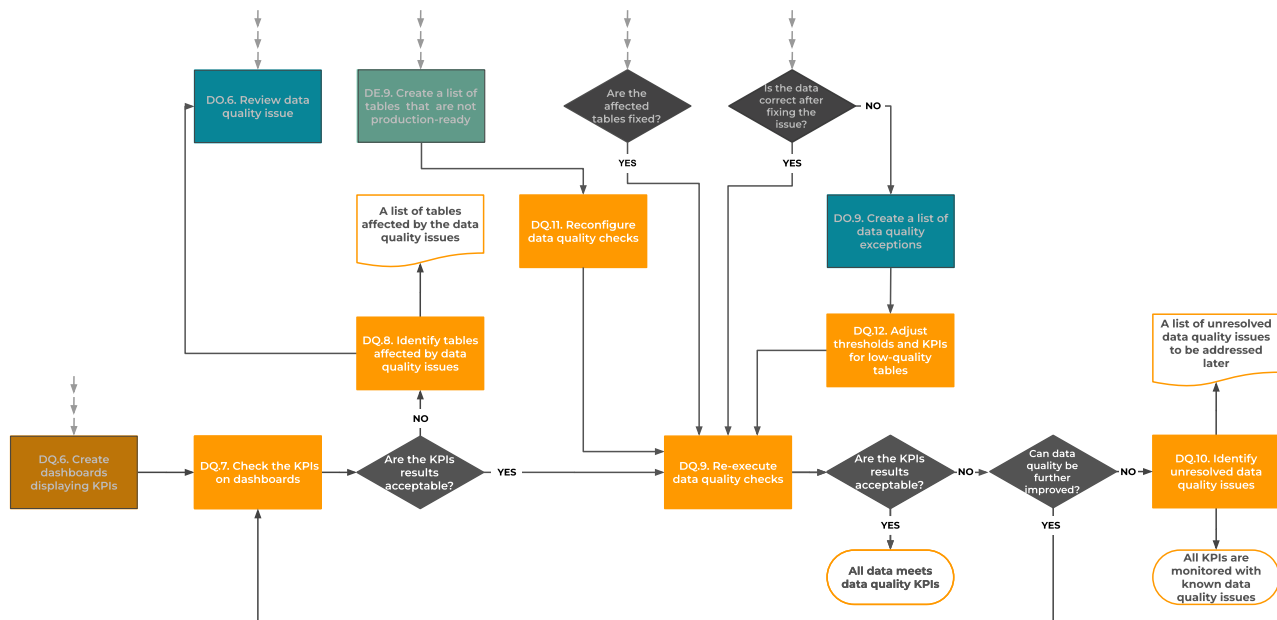 DO.6. Review data
quality issue
DE.9. Create a list of
tables that are not
production-ready
Are the
affected
tables fixed?
YES
Is the data
correct after
fixing the
issue?
NO
YES
A list of tables
affected by the data
quality issues
DQ.11. Reconfigure
data quality checks
DO.9. Create a list of
data quality
exceptions
DQ.8. Identify tables
affected by data
quality issues
DQ.12. Adjust
thresholds and KPIs
for low-quality
tables
A list of unresolved
data quality issues
to be addressed
later
NO
DQ.6. Create
dashboards
displaying KPIs
DQ.7. Check the KPIs
on dashboards
Are the KPIs
results
acceptable?
YES
DQ.9. Re-execute
data quality checks
Are the KPIs
results
acceptable?
NO
Can data
quality be
further
improved?
NO
DQ.10. Identify
unresolved data
quality issues
YES
YES
All data meets
data quality KPIs
All KPIs are
monitored with
known data
quality issues